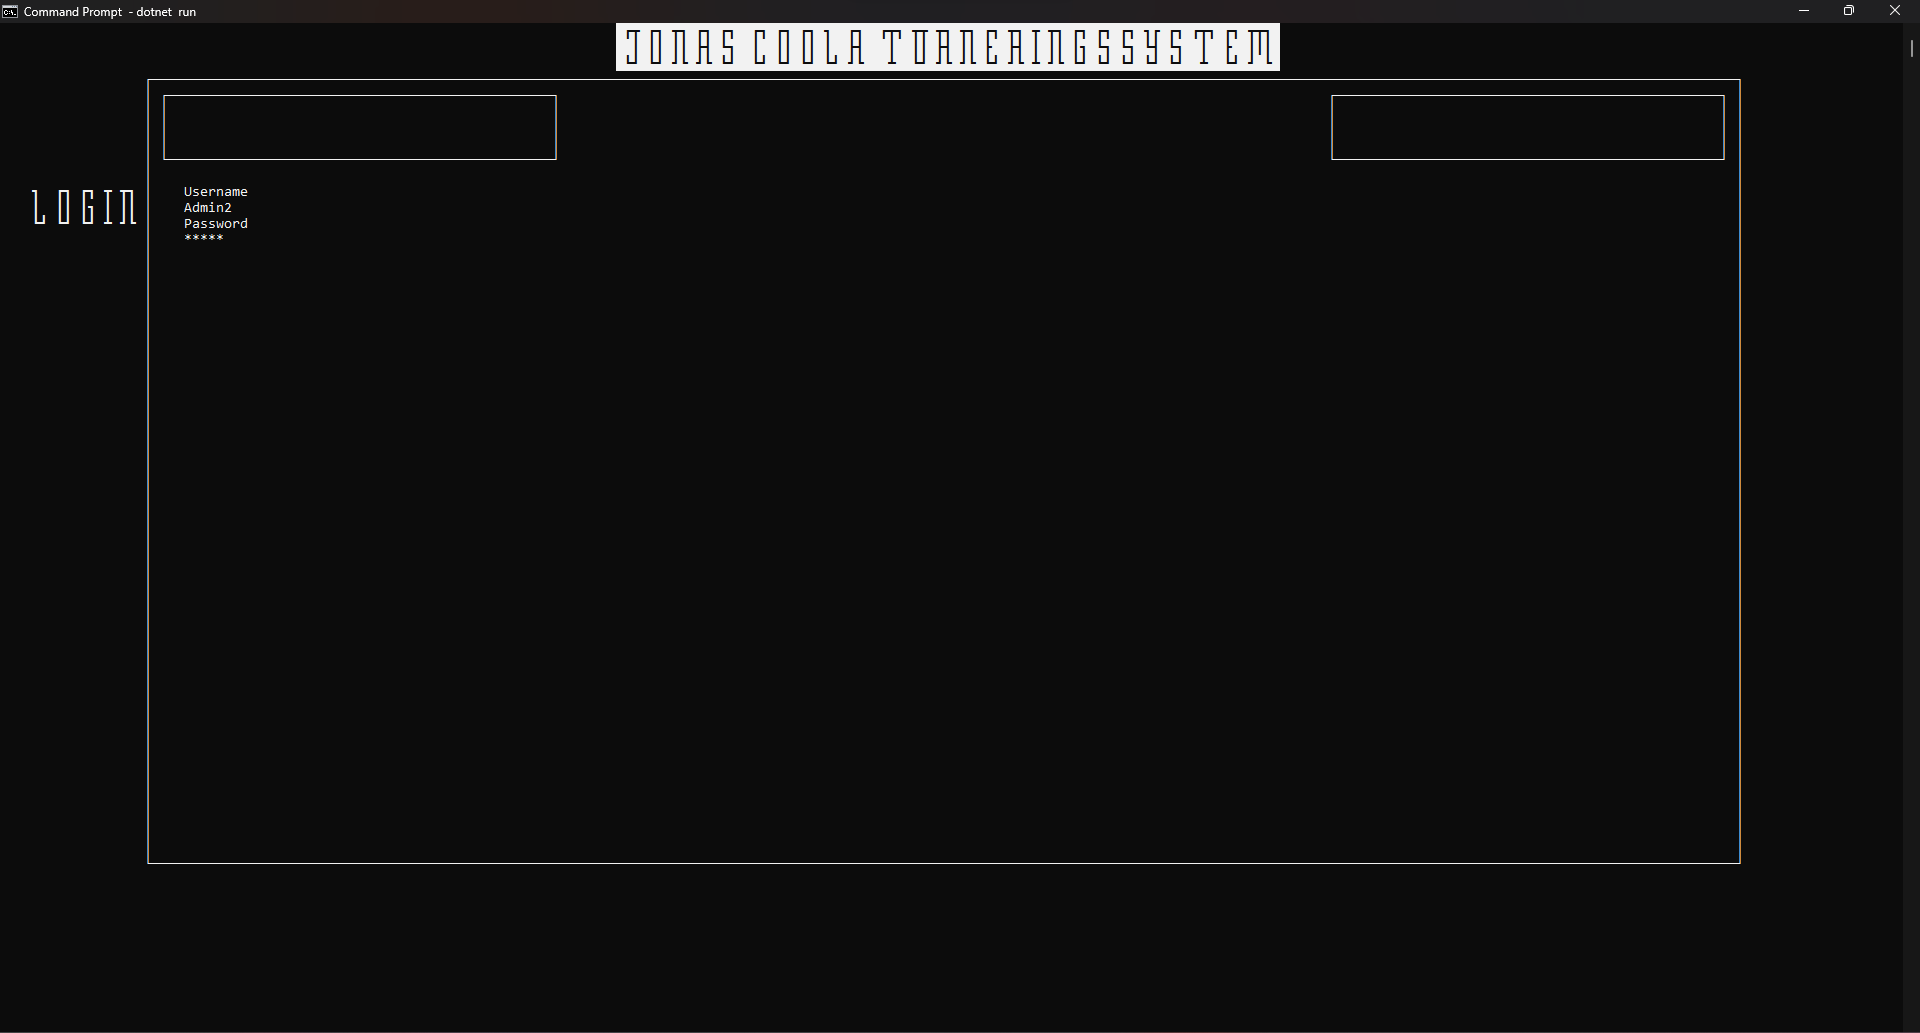 Command Prompt - dotnet run
JONAS COOLA TURNERINGSSYSTEM
LOGIN
Username
Admin2
Password
*****